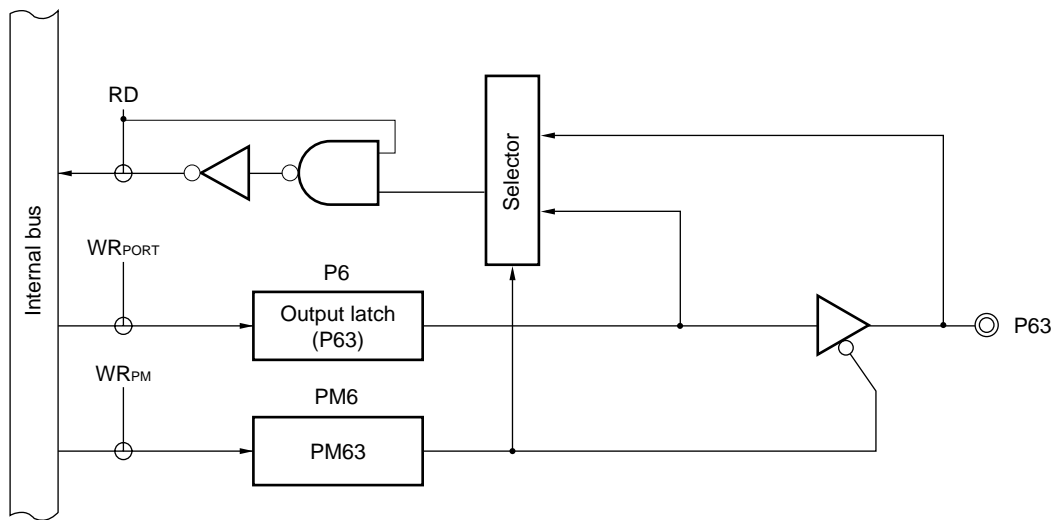 RD
Selector
Internal bus
WRPORT
P6
Output latch
(P63)
P63
WRPM
PM6
PM63